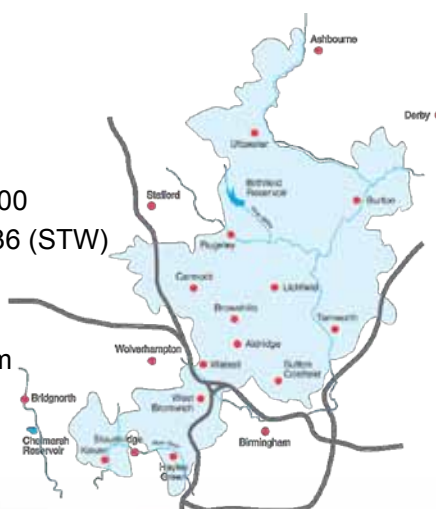 Ashbourne
Derby
Uttoxeter
Blithfield
Reservoir
00
Stafford
Burton
36 (STW)
Rugeley
Cannock
Lichfield
Brownhills
Tamworth
Aldridge
m
Wolverhampton
Walsall
Sutton
Coldfield
Bridgnorth
West
Bromwich
Chelmarsh
Reservoir
Stourbridge
Birmingham
Kinver
Hayley
Green